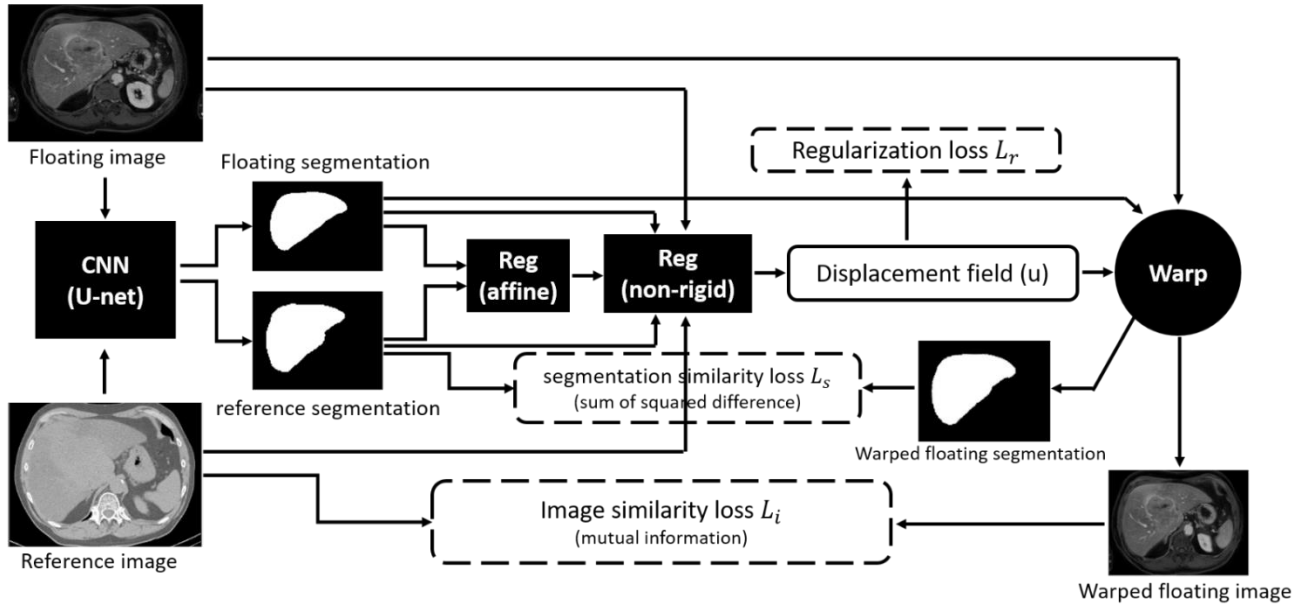 Floating image
Floating segmentation
Regularization loss L_r
CNN
(U-net)
Reg
(affine)
Reg
(non-rigid)
Displacement field (u)
Warp
segmentation similarity loss L_s
(sum of squared difference)
reference segmentation
Warped floating segmentation
Image similarity loss L_i
(mutual information)
Reference image
Warped floating image